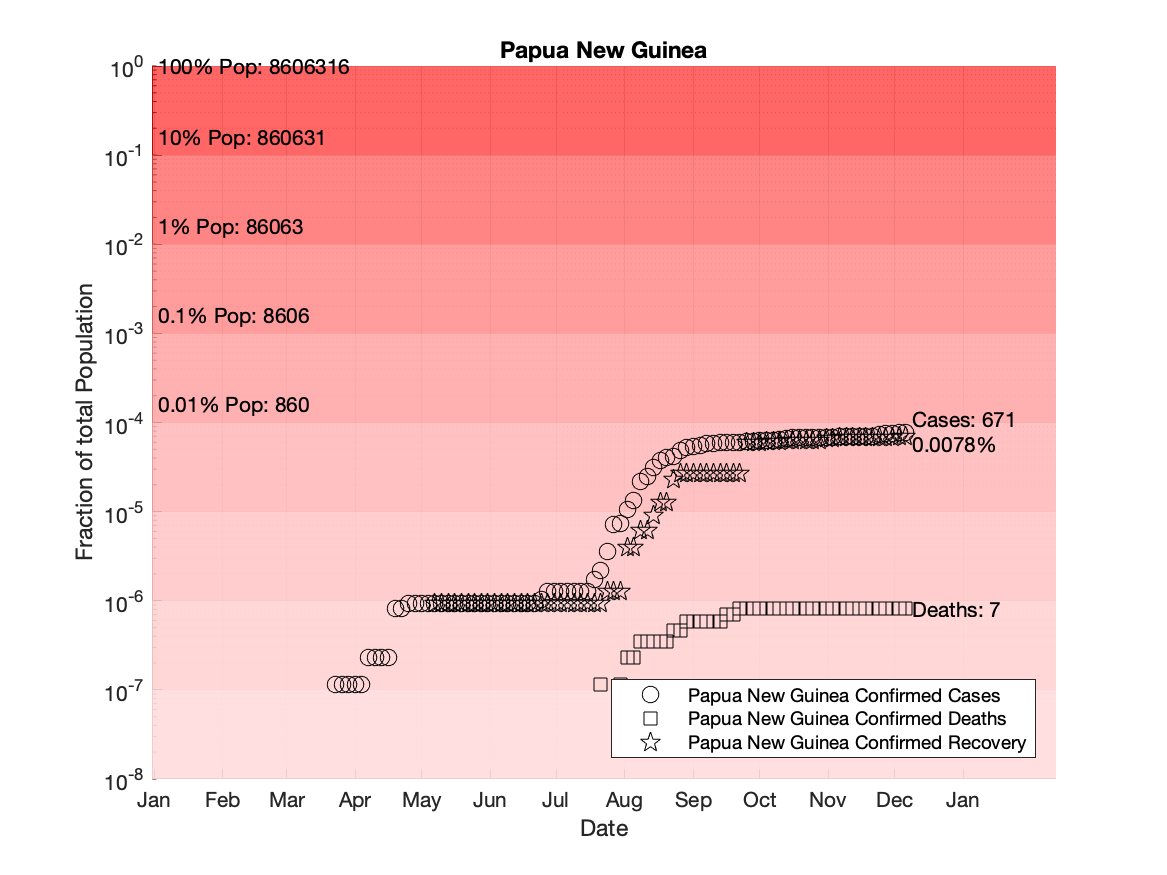 Papua New Guinea
10^0
100% Pop: 8606316
10% Pop: 860631
10^-1
1% Pop: 86063
10^-2
0.1% Pop: 8606
10^-3
0.01% Pop: 860
10^-4
Cases: 671
0.0078%
10^-5
10^-6
Deaths: 7
10^-7
10^-8
Fraction of total Population
Papua New Guinea Confirmed Cases
Papua New Guinea Confirmed Deaths
Papua New Guinea Confirmed Recovery
Jan Feb Mar Apr May Jun Jul Aug Sep Oct Nov Dec Jan
Date